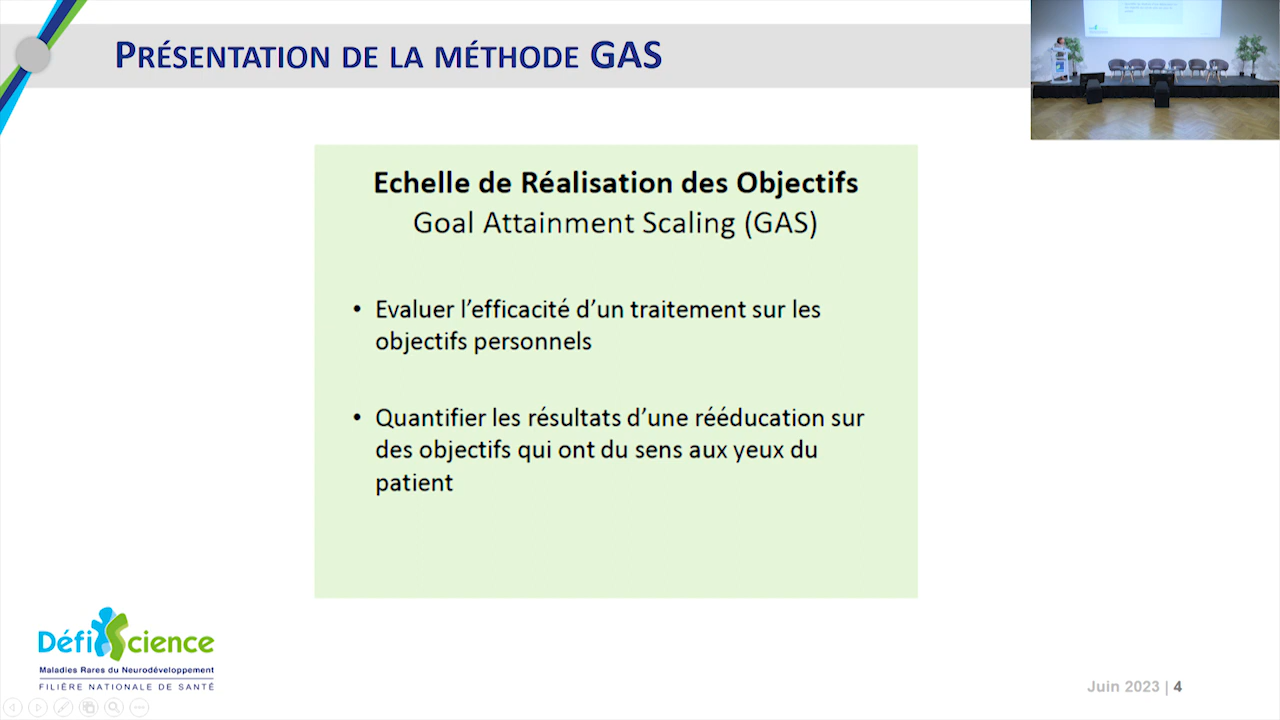 PRÉSENTATION DE LA MÉTHODE GAS
Echelle de Réalisation des Objectifs
Goal Attainment Scaling (GAS)
• Evaluer l’efficacité d’un traitement sur les
objectifs personnels
• Quantifier les résultats d’une rééducation sur
des objectifs qui ont du sens aux yeux du
patient
DéfiScience
Maladies Rares du Neurodéveloppement
FILIÈRE NATIONALE DE SANTÉ
Juin 2023 | 4